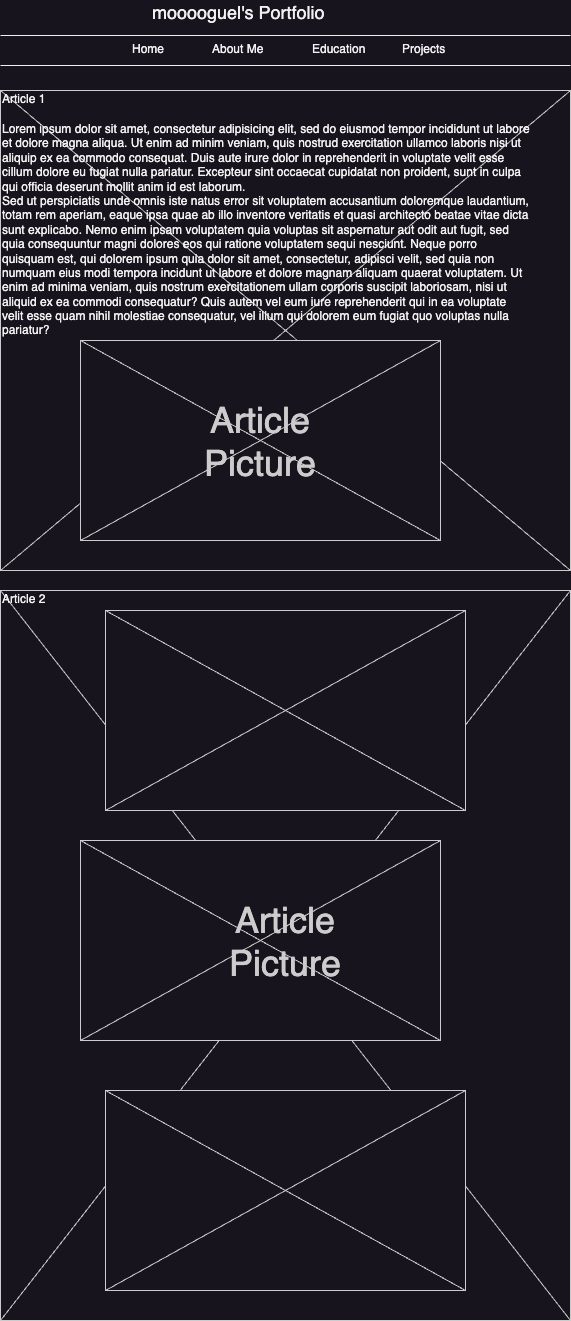 mooooguel's Portfolio
Home About Me Education Projects
Article 1
Lorem ipsum dolor sit amet, consectetur adipisicing elit, sed do eiusmod tempor incididunt ut labore
et dolore magna aliqua. Ut enim ad minim veniam, quis nostrud exercitation ullamco laboris nisi ut
aliquip ex ea commodo consequat. Duis aute irure dolor in reprehenderit in voluptate velit esse
cillum dolore eu fugiat nulla pariatur. Excepteur sint occaecat cupidatat non proident, sunt in culpa
qui officia deserunt mollit anim id est laborum.
Sed ut perspiciatis unde omnis iste natus error sit voluptatem accusantium doloremque laudantium,
totam rem aperiam, eaque ipsa quae ab illo inventore veritatis et quasi architecto beatae vitae dicta
sunt explicabo. Nemo enim ipsam voluptatem quia voluptas sit aspernatur aut odit aut fugit, sed
quia consequuntur magni dolores eos qui ratione voluptatem sequi nesciunt. Neque porro
quisquam est, qui dolorem ipsum quia dolor sit amet, consectetur, adipisci velit, sed quia non
numquam eius modi tempora incidunt ut labore et dolore magnam aliquam quaerat voluptatem. Ut
enim ad minima veniam, quis nostrum exercitationem ullam corporis suscipit laboriosam, nisi ut
aliquid ex ea commodi consequatur? Quis autem vel eum iure reprehenderit qui in ea voluptate
velit esse quam nihil molestiae consequatur, vel illum qui dolorem eum fugiat quo voluptas nulla
pariatur?
Article
Picture
Article 2
Article
Picture